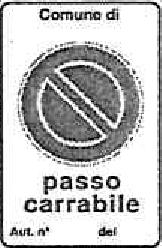 Comune di
passo
carrabile
Aut. n° del